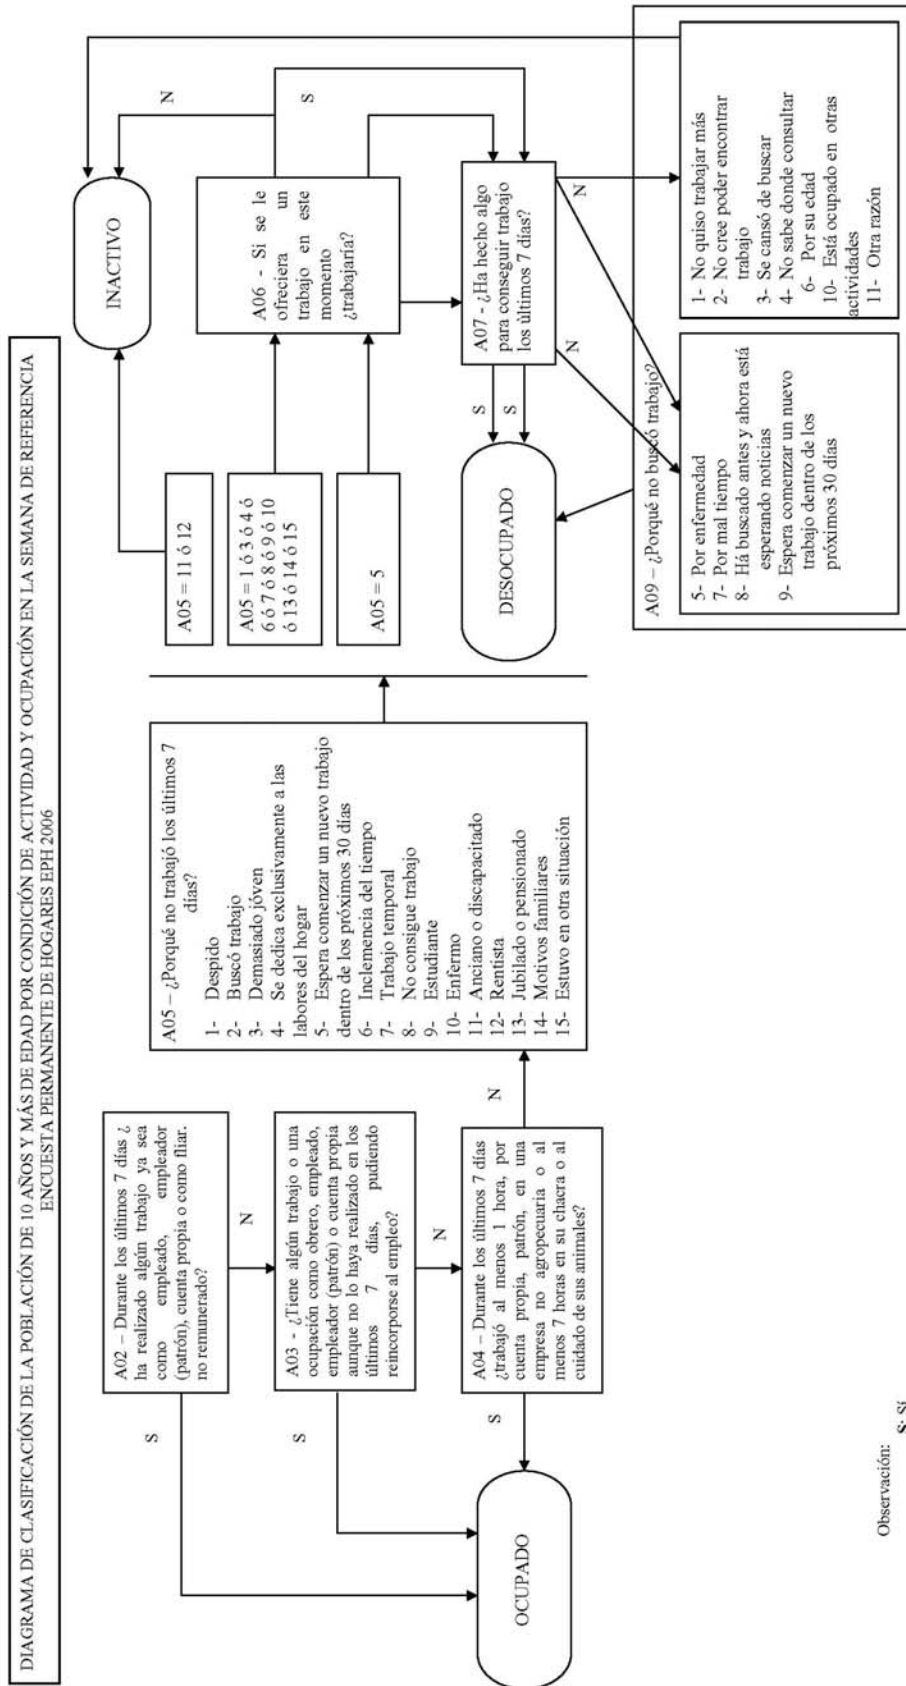 DIAGRAMA DE CLASIFICACIÓN DE LA POBLACIÓN DE 10 AÑOS Y MÁS DE EDAD POR CONDICIÓN DE ACTIVIDAD Y OCUPACIÓN EN LA SEMANA DE REFERENCIA
ENCUESTA PERMANENTE DE HOGARES EPH 2006
A02 – Durante los últimos 7 días ¿
ha realizado algún trabajo ya sea
como empleado, empleador
(patrón), cuenta propia o como fliar.
no remunerado?
S
N
A03 - ¿Tiene algún trabajo o una
ocupación como obrero, empleado,
empleador (patrón) o cuenta propia
aunque no lo haya realizado en los
últimos 7 días, pudiendo
reincorporse al empleo?
S
N
A04 – Durante los últimos 7 días
¿trabajó al menos 1 hora, por
cuenta propia, patrón, en una
empresa no agropecuaria o al
menos 7 horas en su chacra o al
cuidado de sus animales?
S
N
OCUPADO
A05 – ¿Porqué no trabajó los últimos 7
días?
1- Despido
2- Buscó trabajo
3- Demasiado jóven
4- Se dedica exclusivamente a las
labores del hogar
5- Espera comenzar un nuevo trabajo
dentro de los próximos 30 días
6- Inclemencia del tiempo
7- Trabajo temporal
8- No consigue trabajo
9- Estudiante
10- Enfermo
11- Anciano o discapacitado
12- Rentista
13- Jubilado o pensionado
14- Motivos familiares
15- Estuvo en otra situación
A05 = 11 ó 12
A05 = 1 ó 3 ó 4 ó
6 ó 7 ó 8 ó 9 ó 10
ó 13 ó 14 ó 15
A05 = 5
INACTIVO
N
A06 - Si se le
ofreciera un
trabajo en este
momento
¿trabajaría?
S
A07 - ¿Ha hecho algo
para conseguir trabajo
los ùltimos 7 días?
S
S
N
N
DESOCUPADO
A09 – ¿Porqué no buscó trabajo?
5- Por enfermedad
7- Por mal tiempo
8- Há buscado antes y ahora está
esperando noticias
9- Espera comenzar un nuevo
trabajo dentro de los
próximos 30 días
1- No quiso trabajar más
2- No cree poder encontrar
trabajo
3- Se cansó de buscar
4- No sabe donde consultar
6- Por su edad
10- Está ocupado en otras
actividades
11- Otra razón
Observación:
S: Sí